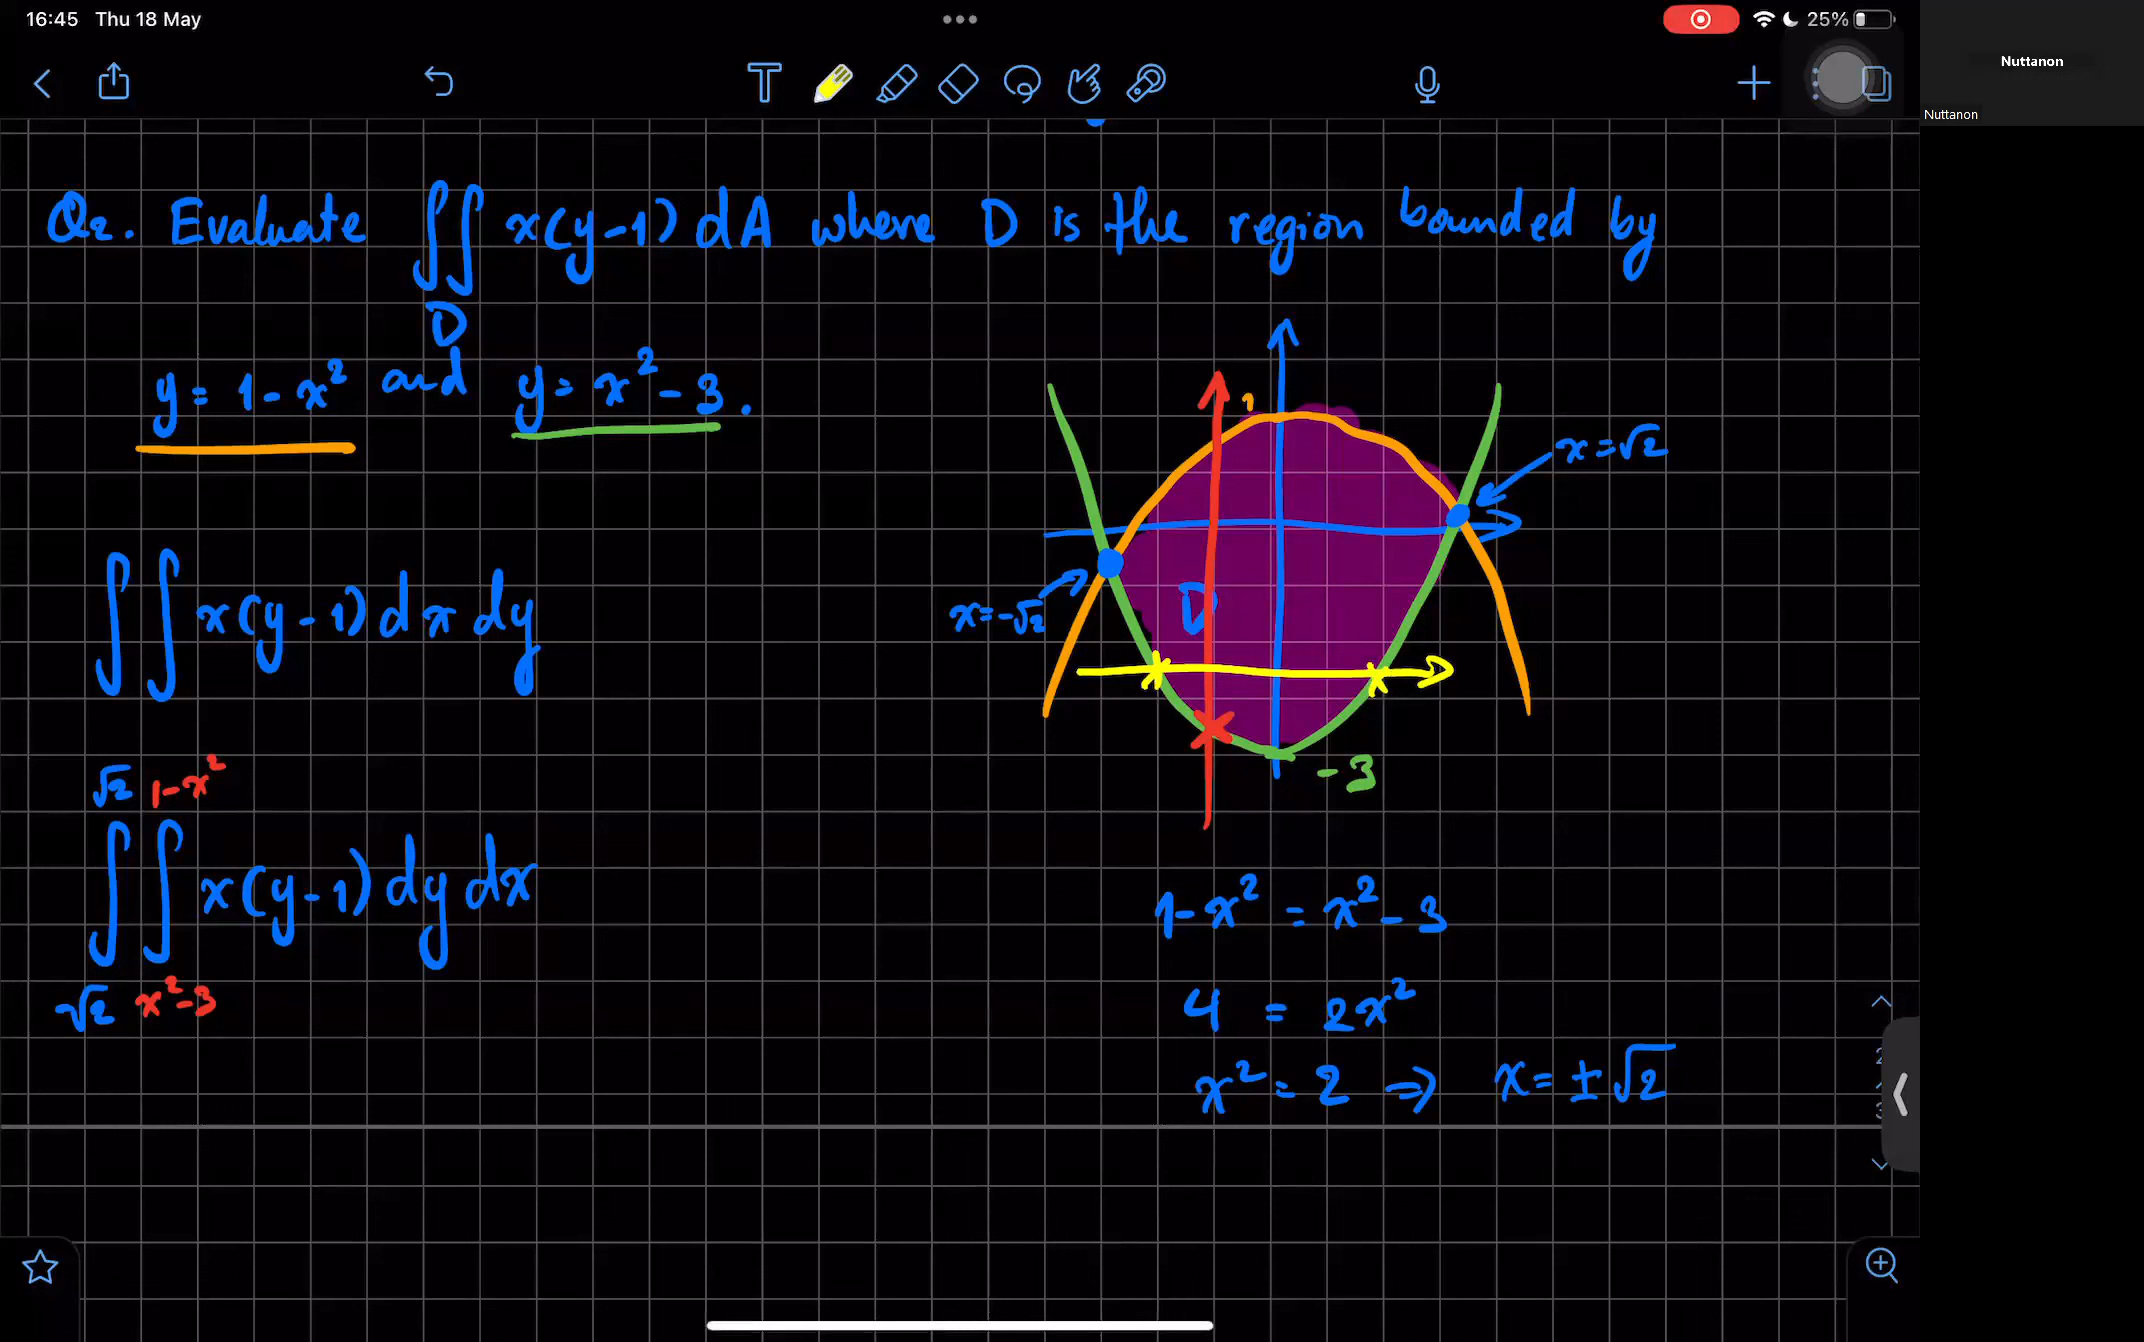 16:45 Thu 18 May
25%
Nuttanon
Nuttanon
Q2. Evaluate ∬ x(y-1) dA where D is the region bounded by
D
y = 1 - x² and y = x² - 3.
1
x = √2
∬ x(y-1) dx dy
D
x = -√2
-3
√2 1-x²
∬ x(y-1) dy dx
-√2 x²-3
1-x² = x²-3
4 = 2x²
x² = 2 ⇒ x = ±√2